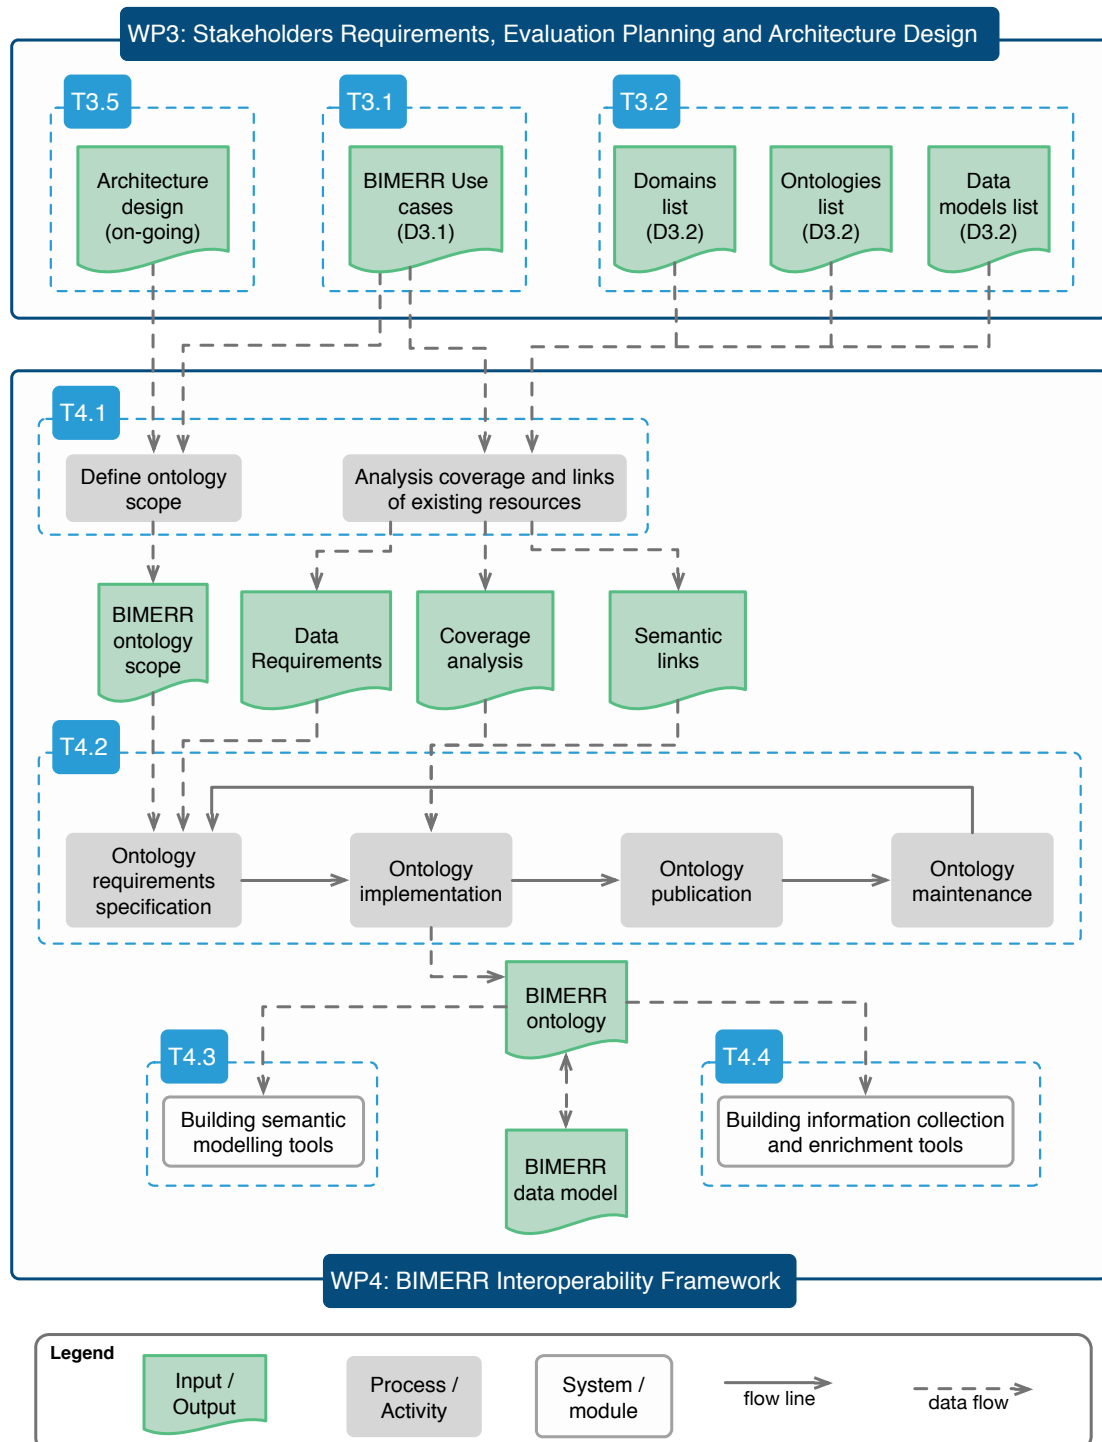 WP3: Stakeholders Requirements, Evaluation Planning and Architecture Design
T3.5
T3.1
T3.2
Architecture
design
(on-going)
BIMERR Use
cases
(D3.1)
Domains
list
(D3.2)
Ontologies
list
(D3.2)
Data
models list
(D3.2)
T4.1
Define ontology
scope
Analysis coverage and links
of existing resources
BIMERR
ontology
scope
Data
Requirements
Coverage
analysis
Semantic
links
T4.2
Ontology
requirements
specification
Ontology
implementation
Ontology
publication
Ontology
maintenance
BIMERR
ontology
T4.3
T4.4
Building semantic
modelling tools
Building information collection
and enrichment tools
BIMERR
data model
WP4: BIMERR Interoperability Framework
Legend
Input /
Output
Process /
Activity
System /
module
flow line
data flow